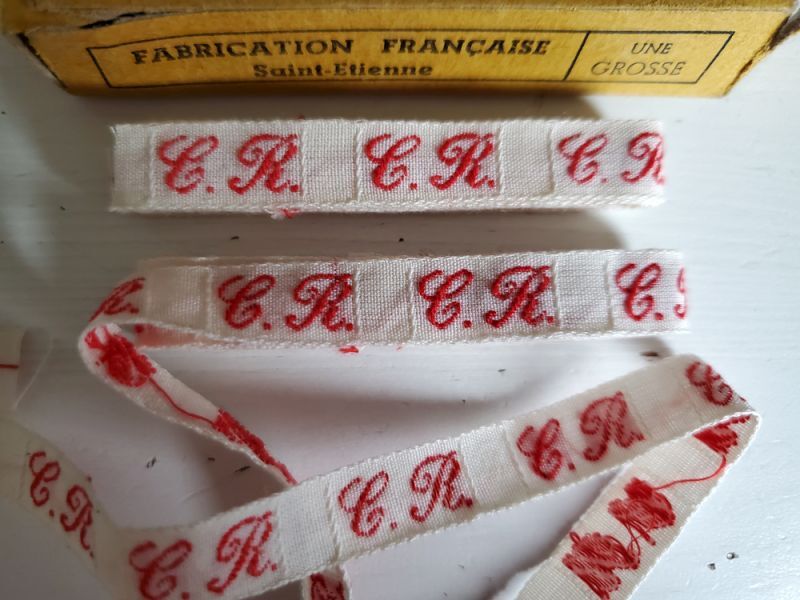 FABRICATION FRANÇAISE
Saint-Etienne
UNE
GROSSE
C. R. C. R. C. R
R. C. R. C. R. C.
C. R. C. R. C. R. C. R. C.